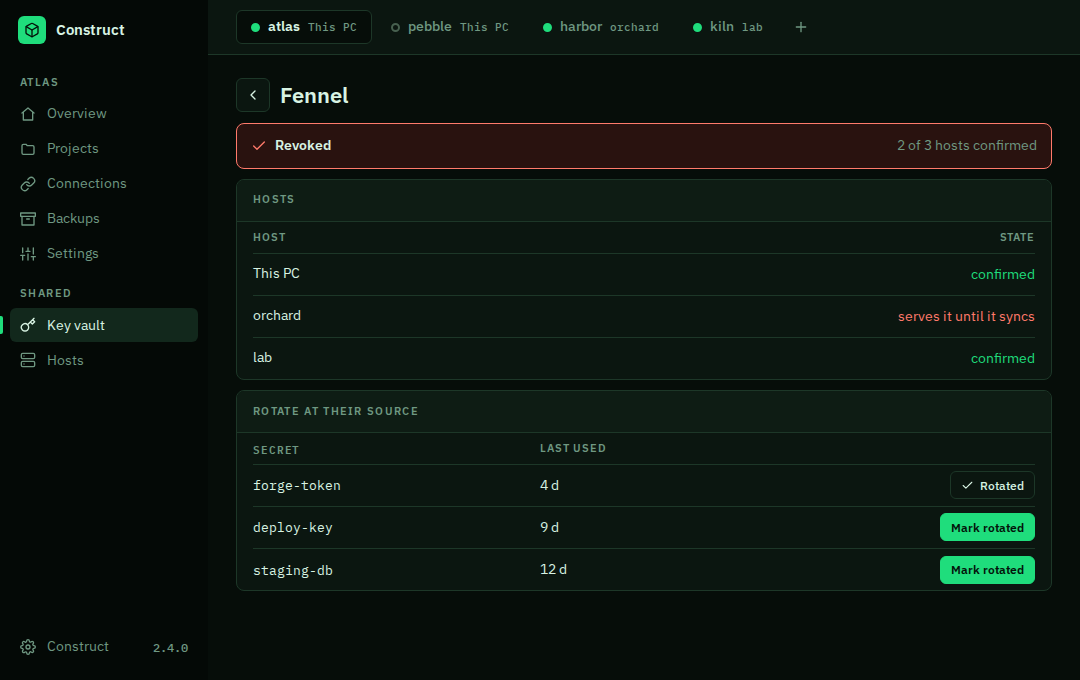 Construct
atlas This PC
pebble This PC
harbor orchard
kiln lab
ATLAS
Overview
Projects
Connections
Backups
Settings
SHARED
Key vault
Hosts
Construct 2.4.0
Fennel
Revoked 2 of 3 hosts confirmed
HOSTS
HOST STATE
This PC confirmed
orchard serves it until it syncs
lab confirmed
ROTATE AT THEIR SOURCE
SECRET LAST USED
forge-token 4 d Rotated
deploy-key 9 d Mark rotated
staging-db 12 d Mark rotated